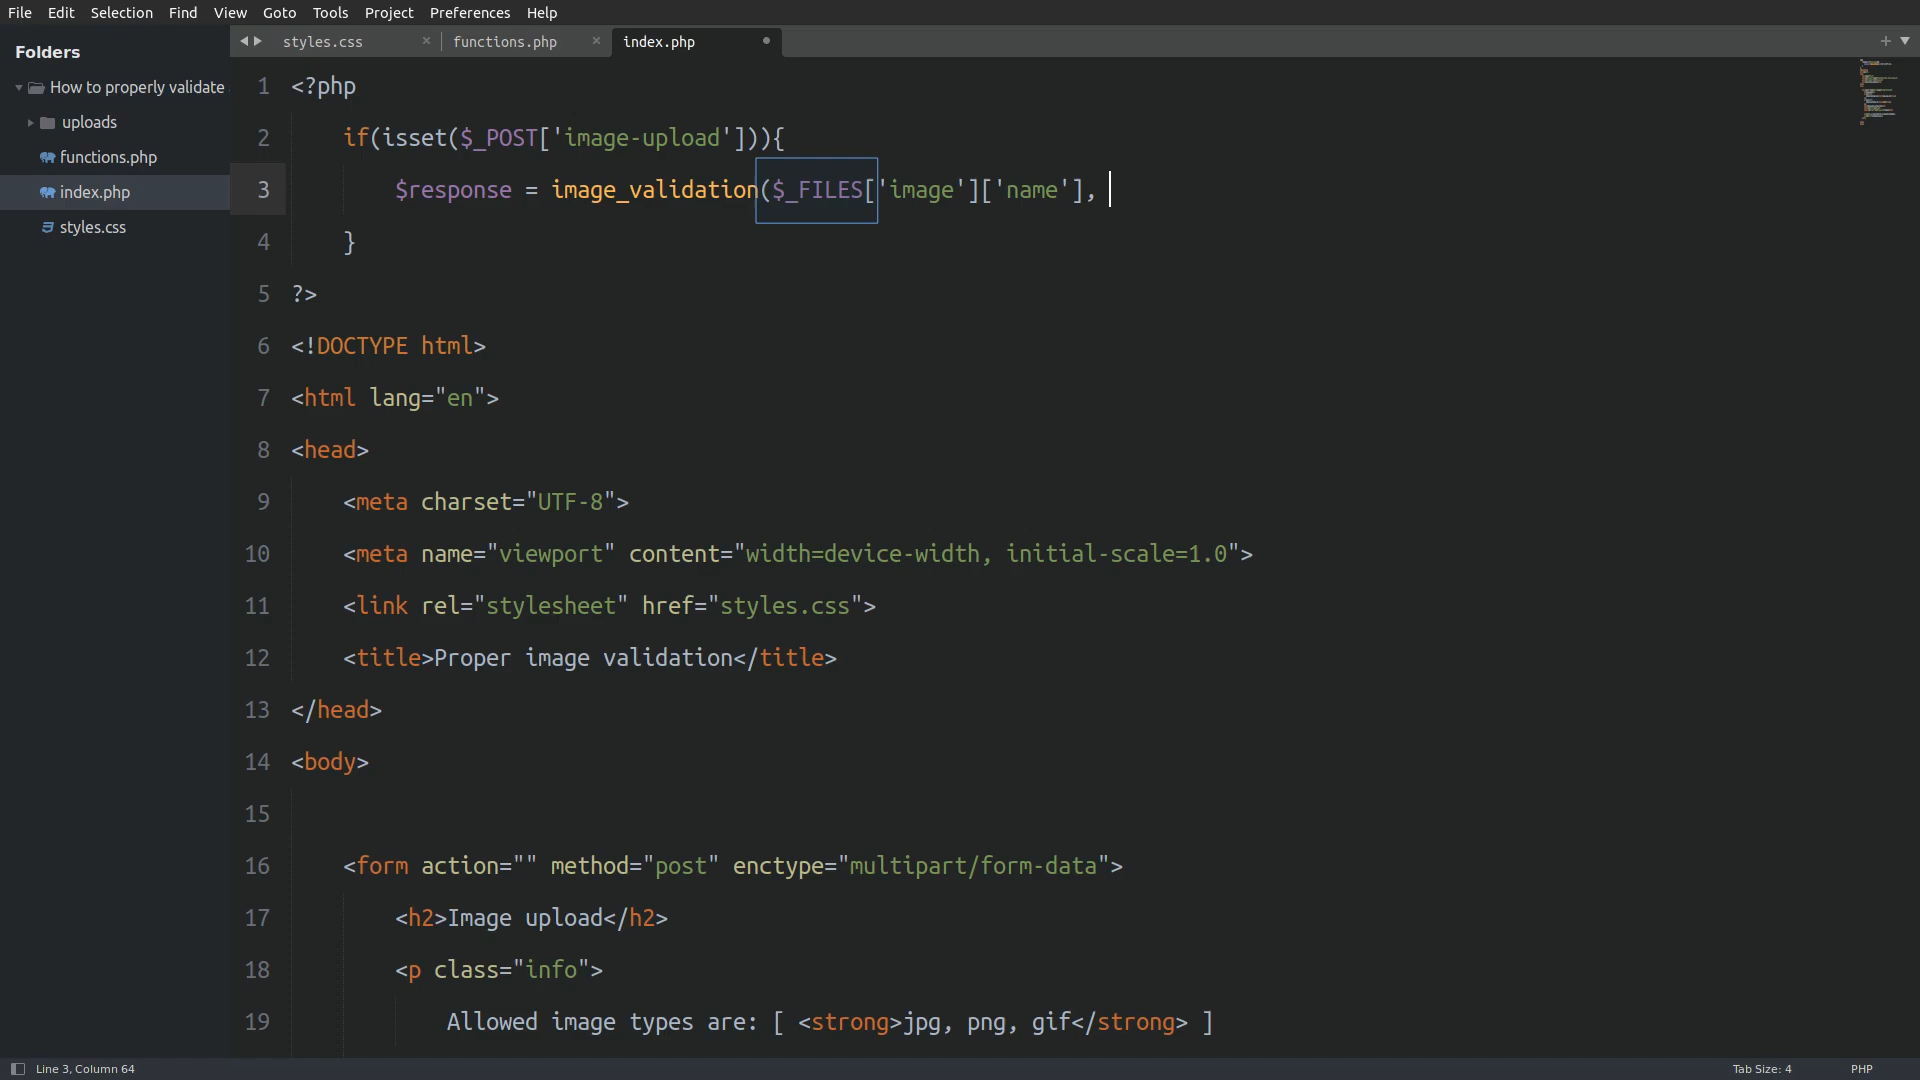 File Edit Selection Find View Goto Tools Project Preferences Help
Folders
How to properly validate
uploads
functions.php
index.php
styles.css
styles.css × functions.php × index.php
1 <?php
2 if(isset($_POST['image-upload'])){
3 $response = image_validation($_FILES['image']['name'],
4 }
5 ?>
6 <!DOCTYPE html>
7 <html lang="en">
8 <head>
9 <meta charset="UTF-8">
10 <meta name="viewport" content="width=device-width, initial-scale=1.0">
11 <link rel="stylesheet" href="styles.css">
12 <title>Proper image validation</title>
13 </head>
14 <body>
15
16 <form action="" method="post" enctype="multipart/form-data">
17 <h2>Image upload</h2>
18 <p class="info">
19 Allowed image types are: [ <strong>jpg, png, gif</strong> ]
Line 3, Column 64
Tab Size: 4
PHP